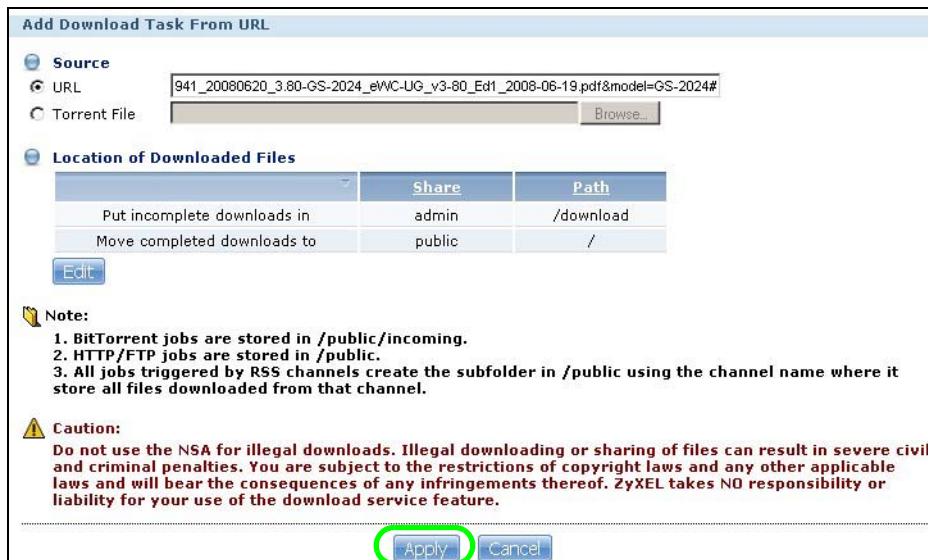 Add Download Task From URL
Source
URL 941_20080620_3.80-GS-2024_eWC-UG_v3-80_Ed1_2008-06-19.pdf&model=GS-2024#
Torrent File Browse...
Location of Downloaded Files
Share Path
Put incomplete downloads in admin /download
Move completed downloads to public /
Edit
Note:
1. BitTorrent jobs are stored in /public/incoming.
2. HTTP/FTP jobs are stored in /public.
3. All jobs triggered by RSS channels create the subfolder in /public using the channel name where it
store all files downloaded from that channel.
Caution:
Do not use the NSA for illegal downloads. Illegal downloading or sharing of files can result in severe civil
and criminal penalties. You are subject to the restrictions of copyright laws and any other applicable
laws and will bear the consequences of any infringements thereof. ZyXEL takes NO responsibility or
liability for your use of the download service feature.
Apply Cancel